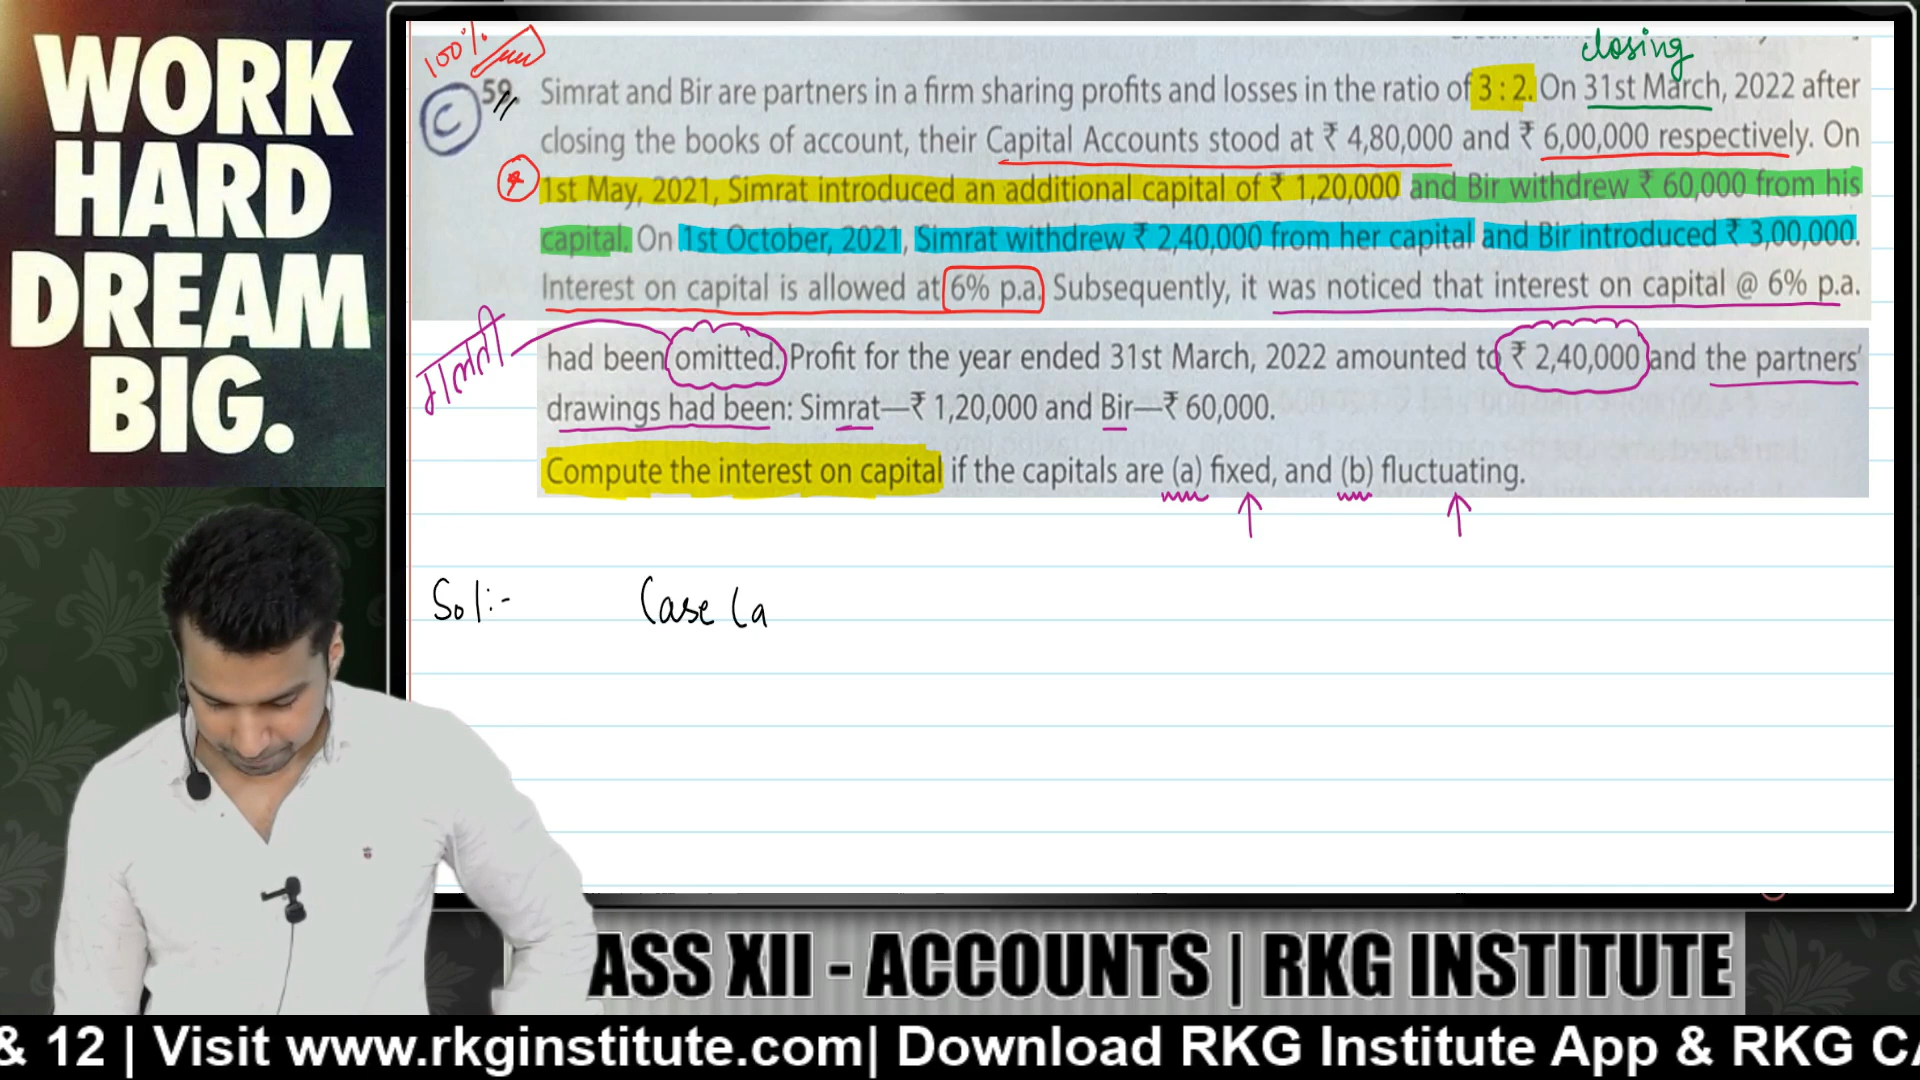 WORK
HARD
DREAM
BIG.
100%
closing
C
59. Simrat and Bir are partners in a firm sharing profits and losses in the ratio of 3 : 2. On 31st March, 2022 after
closing the books of account, their Capital Accounts stood at ₹ 4,80,000 and ₹ 6,00,000 respectively. On
1st May, 2021, Simrat introduced an additional capital of ₹ 1,20,000 and Bir withdrew ₹ 60,000 from his
capital. On 1st October, 2021, Simrat withdrew ₹ 2,40,000 from her capital and Bir introduced ₹ 3,00,000.
Interest on capital is allowed at 6% p.a. Subsequently, it was noticed that interest on capital @ 6% p.a.
गलती
had been omitted. Profit for the year ended 31st March, 2022 amounted to ₹ 2,40,000 and the partners'
drawings had been: Simrat—₹ 1,20,000 and Bir—₹ 60,000.
Compute the interest on capital if the capitals are (a) fixed, and (b) fluctuating.
Sol:- Case (a
ASS XII - ACCOUNTS | RKG INSTITUTE
& 12 | Visit www.rkginstitute.com| Download RKG Institute App & RKG CA